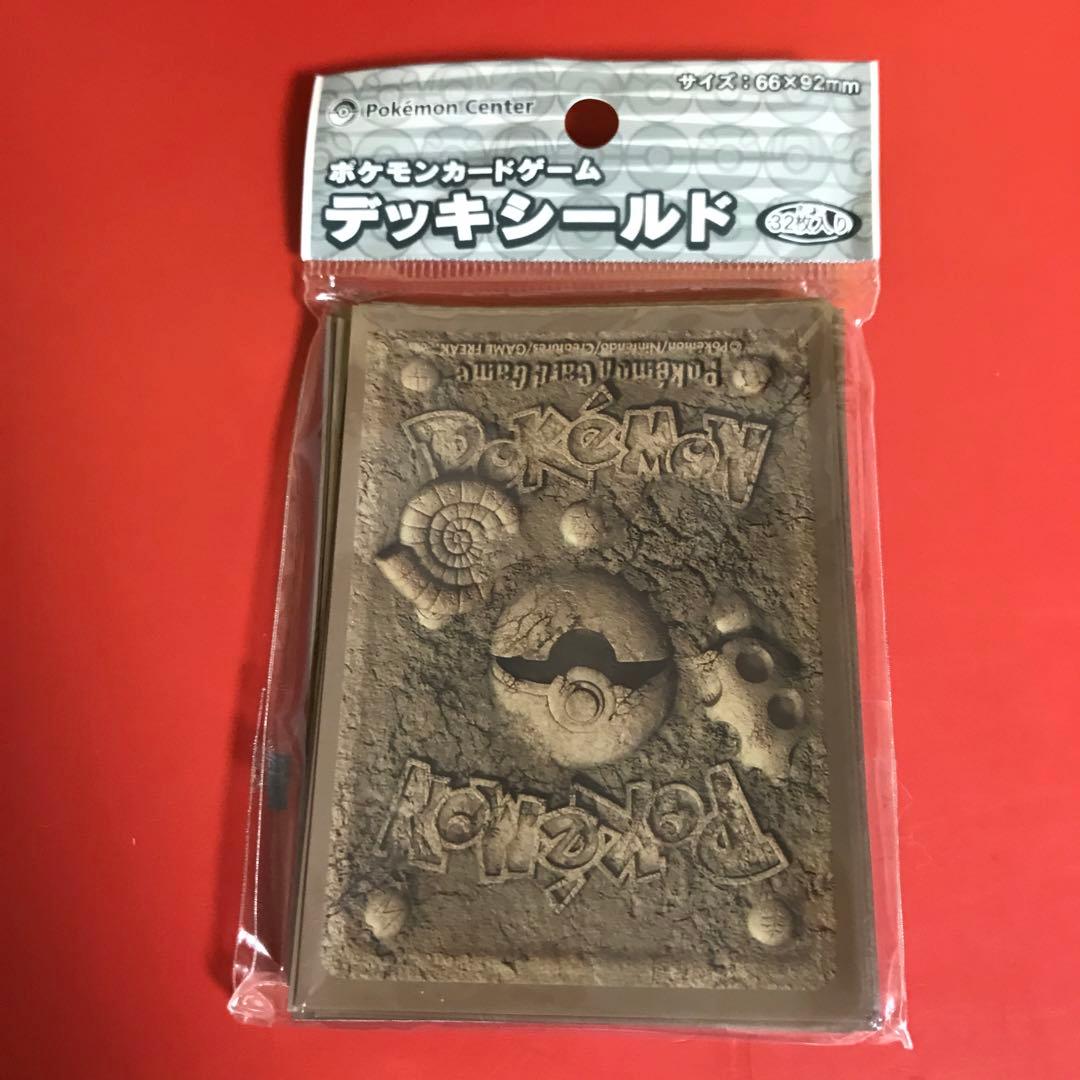 サイズ：66×92mm
Pokémon Center
ポケモンカードゲーム
デッキシールド
32枚入り
©Pokémon/Nintendo/Creatures/GAME FREAK
Pokémon Card Game
POKéMON
POKéMON